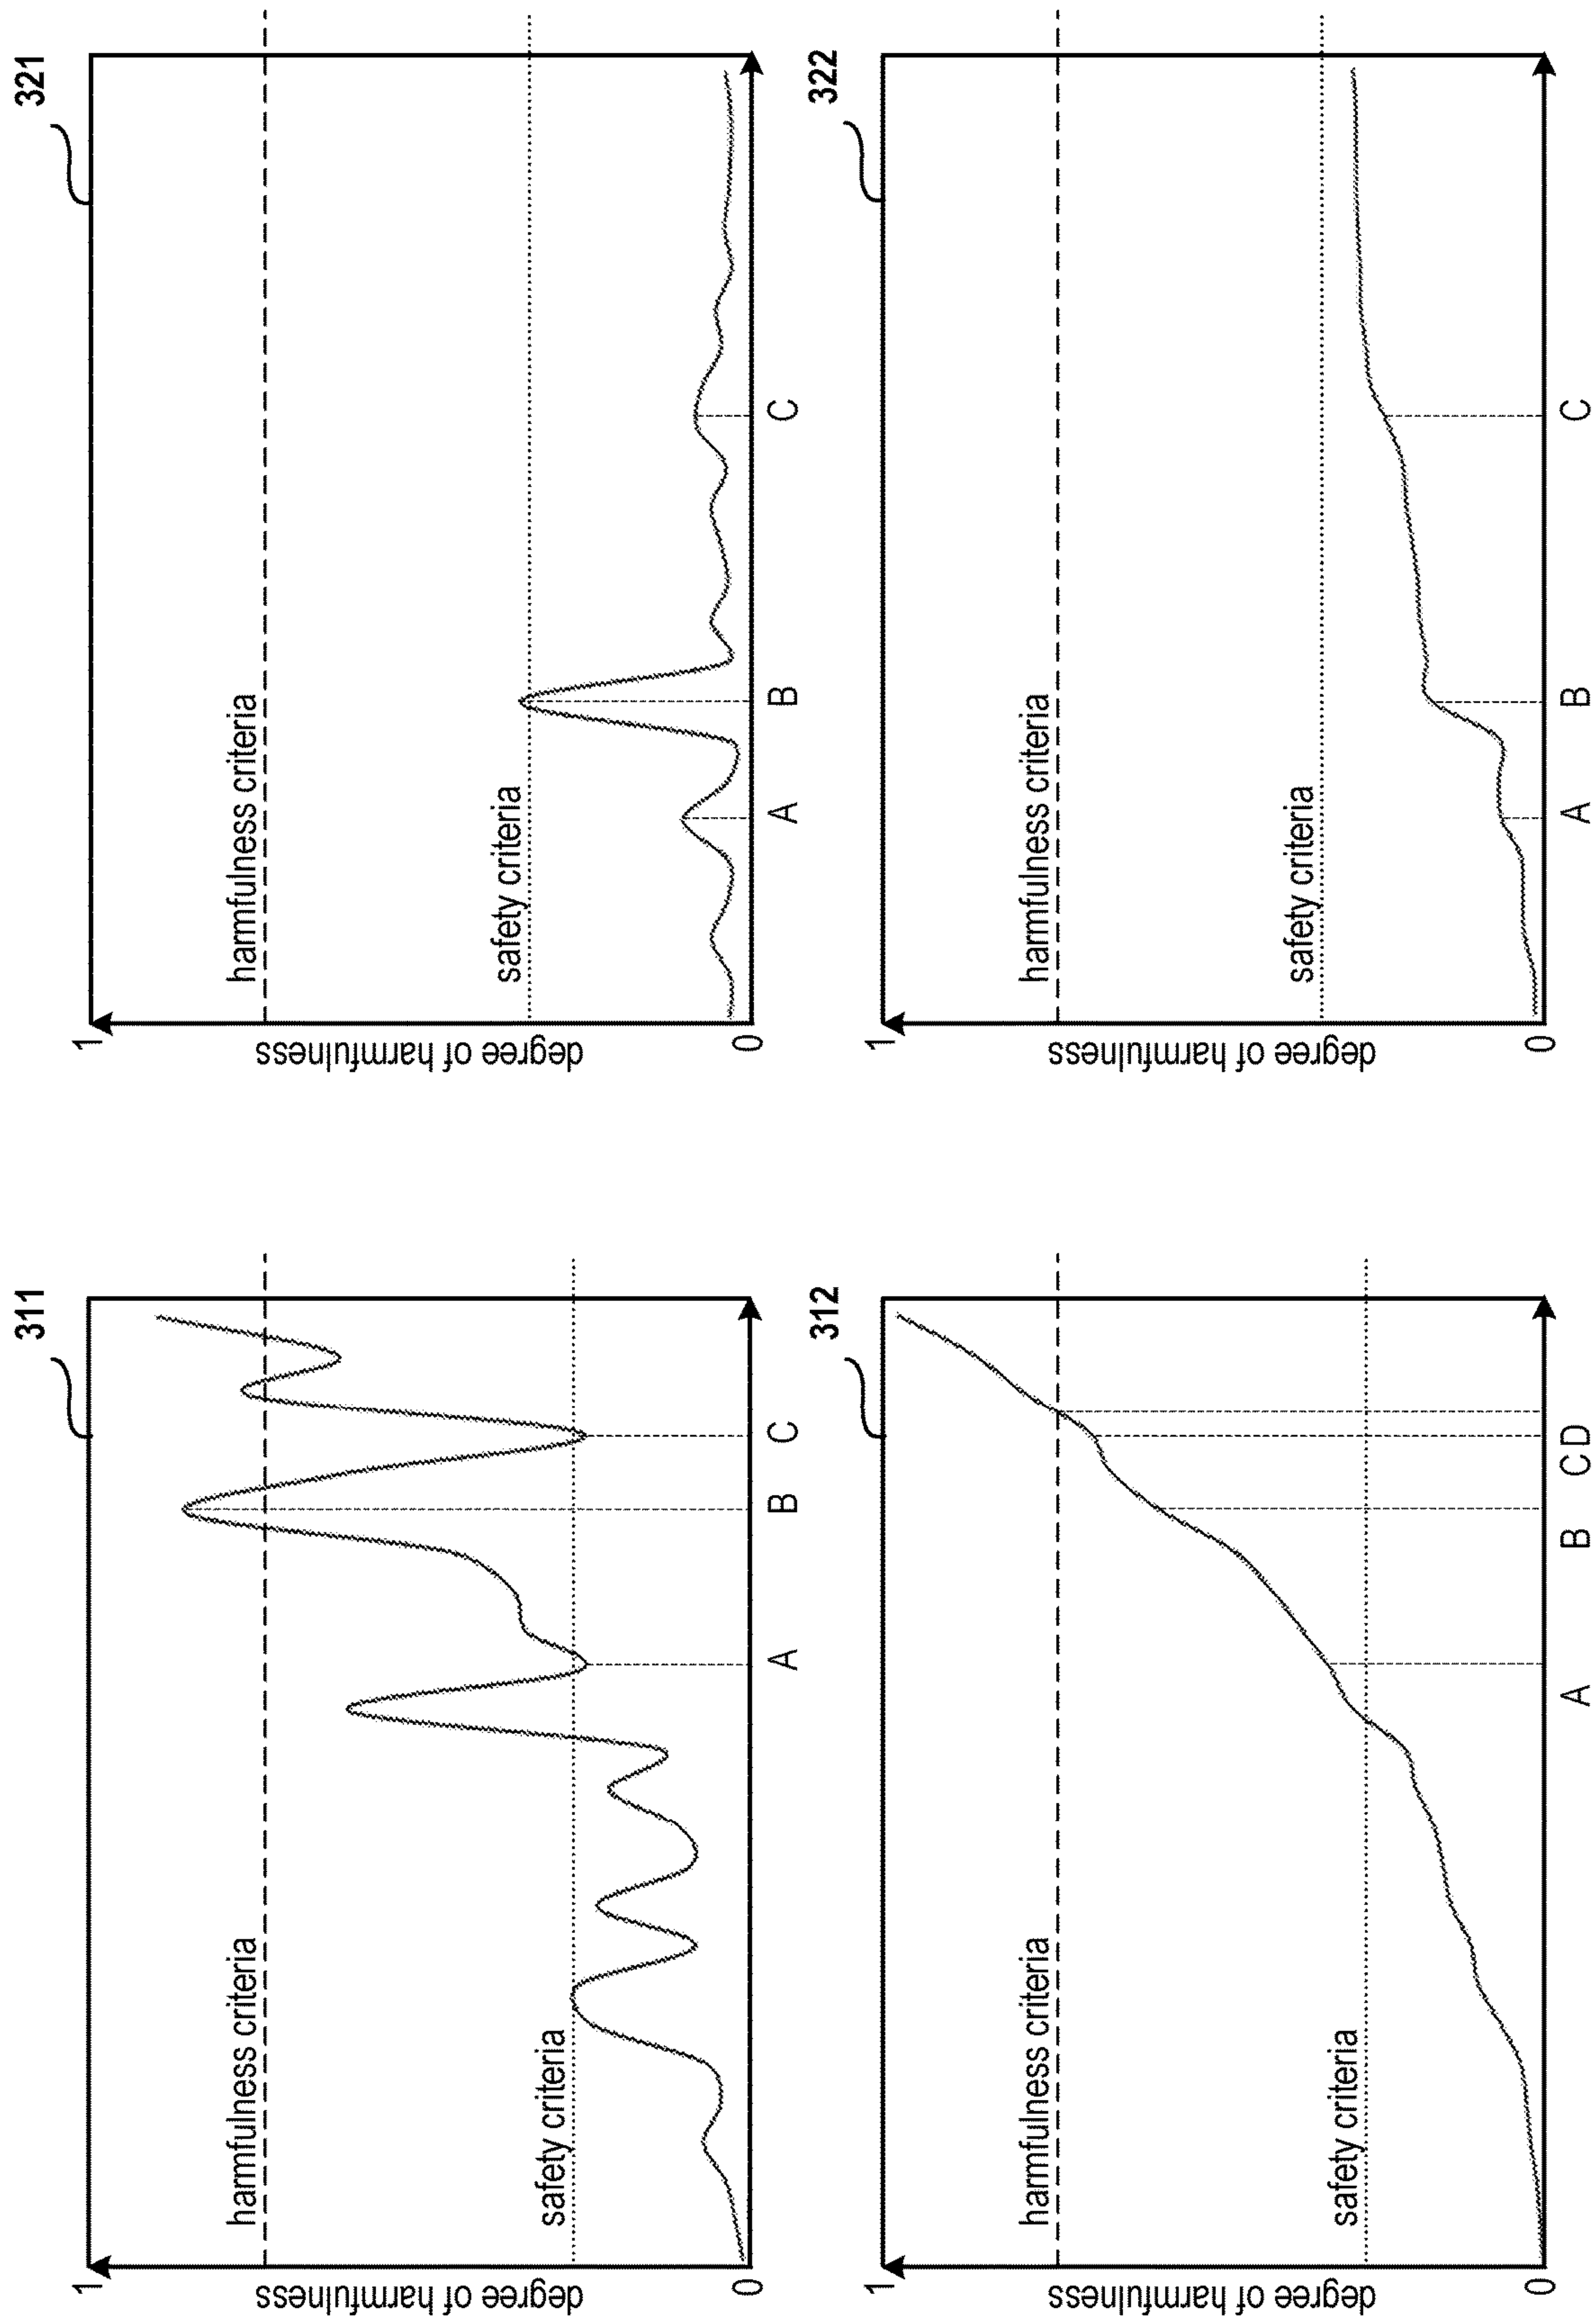 311
1
degree of harmfulness
0
harmfulness criteria
safety criteria
A
B
C
321
1
degree of harmfulness
0
harmfulness criteria
safety criteria
A
B
C
312
1
degree of harmfulness
0
harmfulness criteria
safety criteria
A
B
C D
322
1
degree of harmfulness
0
harmfulness criteria
safety criteria
A
B
C